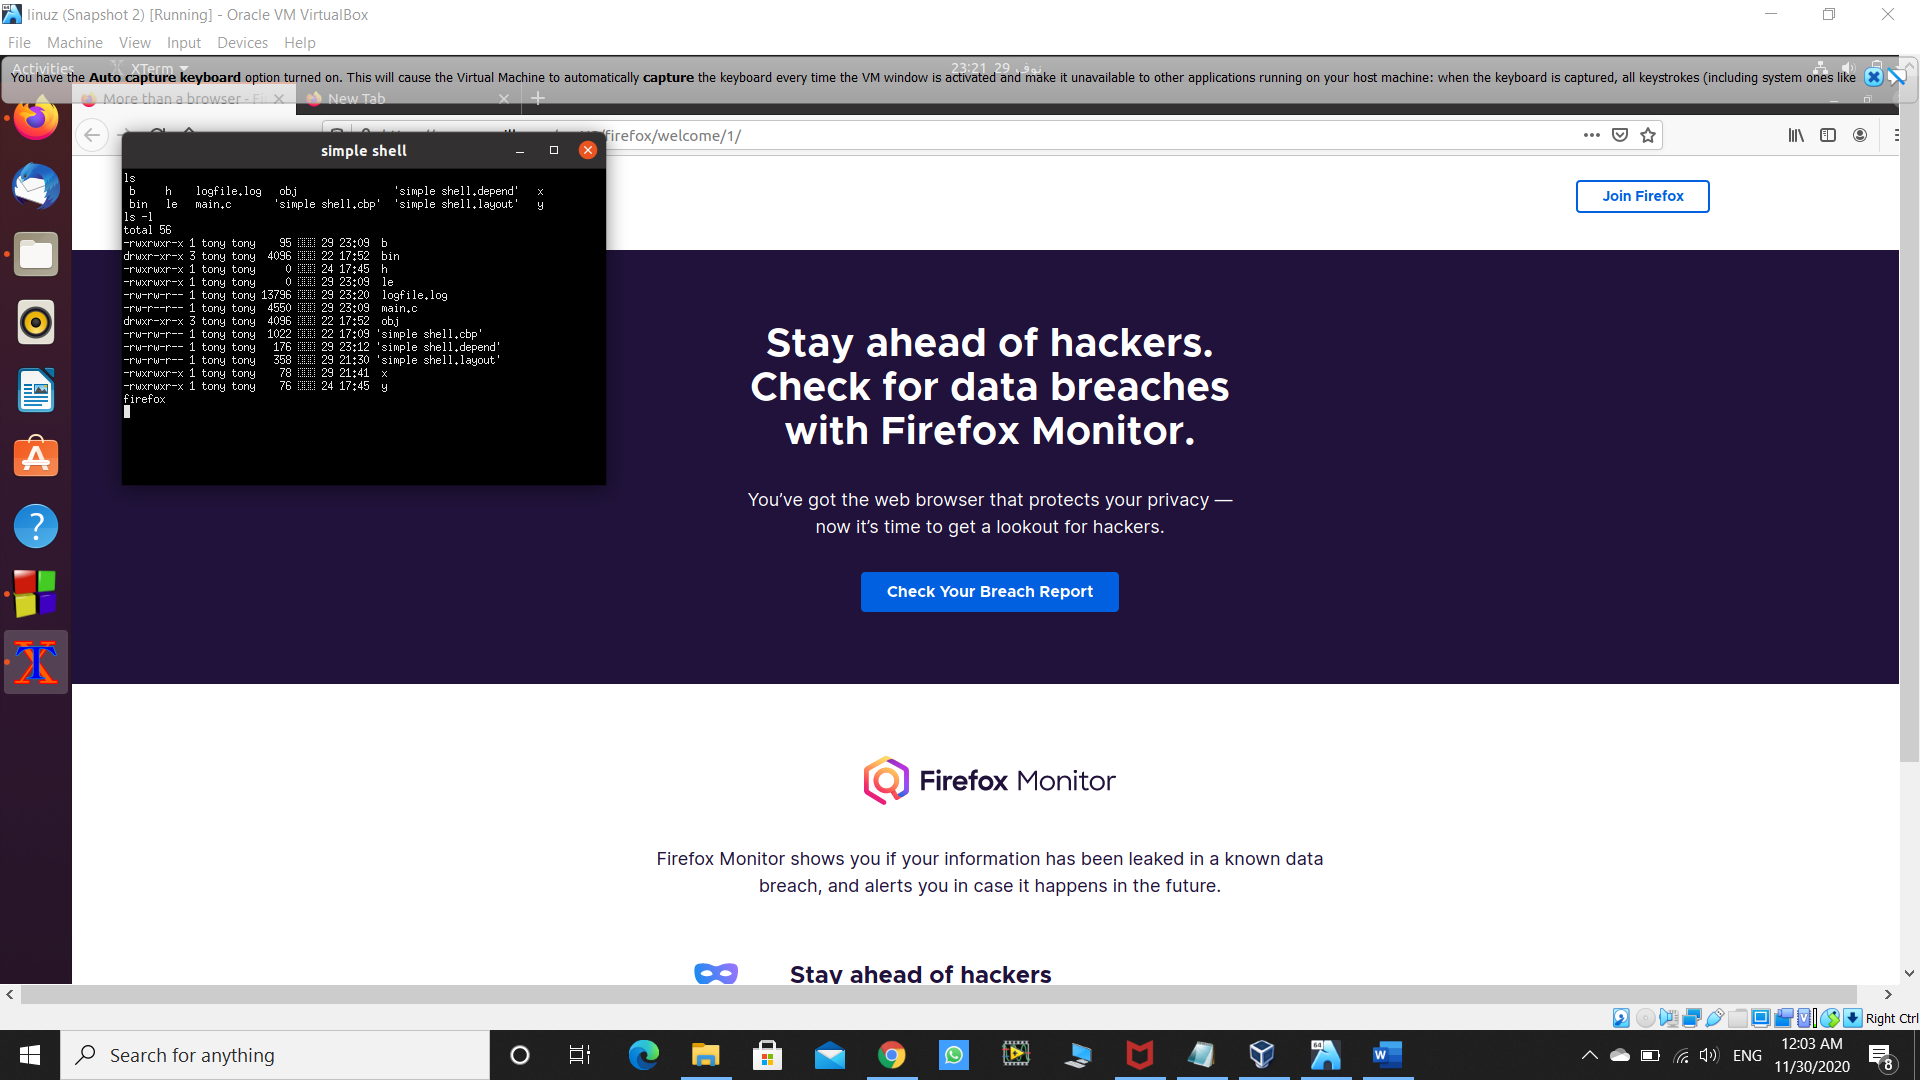 linuz (Snapshot 2) [Running] - Oracle VM VirtualBox
File Machine View Input Devices Help
Activities XTerm 23:21 29 نوف
You have the Auto capture keyboard option turned on. This will cause the Virtual Machine to automatically capture the keyboard every time the VM window is activated and make it unavailable to other applications running on your host machine: when the keyboard is captured, all keystrokes (including system ones like
More than a browser - Fi New Tab
/firefox/welcome/1/
simple shell
ls
b h logfile.log obj 'simple shell.depend' x
bin le main.c 'simple shell.cbp' 'simple shell.layout' y
ls -l
total 56
-rwxrwxr-x 1 tony tony 95 29 23:09 b
drwxr-xr-x 3 tony tony 4096 22 17:52 bin
-rwxrwxr-x 1 tony tony 0 24 17:45 h
-rwxrwxr-x 1 tony tony 0 29 23:09 le
-rw-rw-r-- 1 tony tony 13796 29 23:20 logfile.log
-rw-r--r-- 1 tony tony 4550 29 23:09 main.c
drwxr-xr-x 3 tony tony 4096 22 17:52 obj
-rw-rw-r-- 1 tony tony 1022 22 17:09 'simple shell.cbp'
-rw-rw-r-- 1 tony tony 176 29 23:12 'simple shell.depend'
-rw-rw-r-- 1 tony tony 358 29 21:30 'simple shell.layout'
-rwxrwxr-x 1 tony tony 78 29 21:41 x
-rwxrwxr-x 1 tony tony 76 24 17:45 y
firefox
Join Firefox
Stay ahead of hackers.
Check for data breaches
with Firefox Monitor.
You’ve got the web browser that protects your privacy —
now it’s time to get a lookout for hackers.
Check Your Breach Report
Firefox Monitor
Firefox Monitor shows you if your information has been leaked in a known data
breach, and alerts you in case it happens in the future.
Stay ahead of hackers
Right Ctrl
Search for anything
ENG
12:03 AM
11/30/2020
8